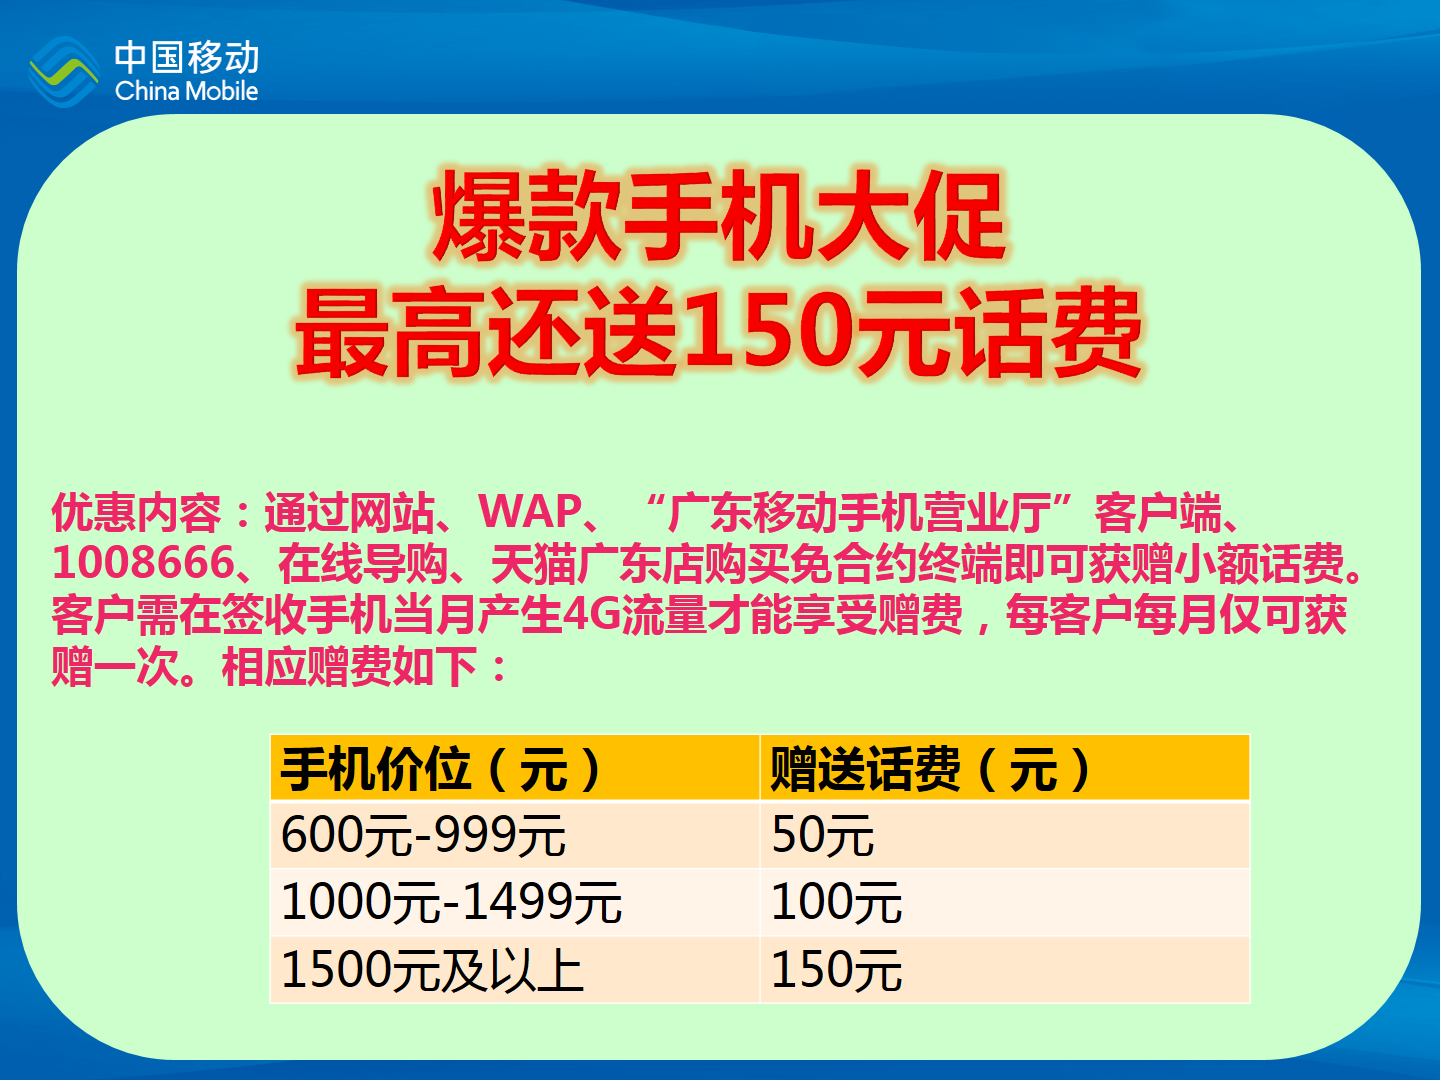 中国移动
China Mobile
爆款手机大促
最高还送150元话费
优惠内容：通过网站、WAP、“广东移动手机营业厅”客户端、
1008666、在线导购、天猫广东店购买免合约终端即可获赠小额话费。
客户需在签收手机当月产生4G流量才能享受赠费，每客户每月仅可获
赠一次。相应赠费如下：
手机价位（元） 赠送话费（元）
600元-999元 50元
1000元-1499元 100元
1500元及以上 150元